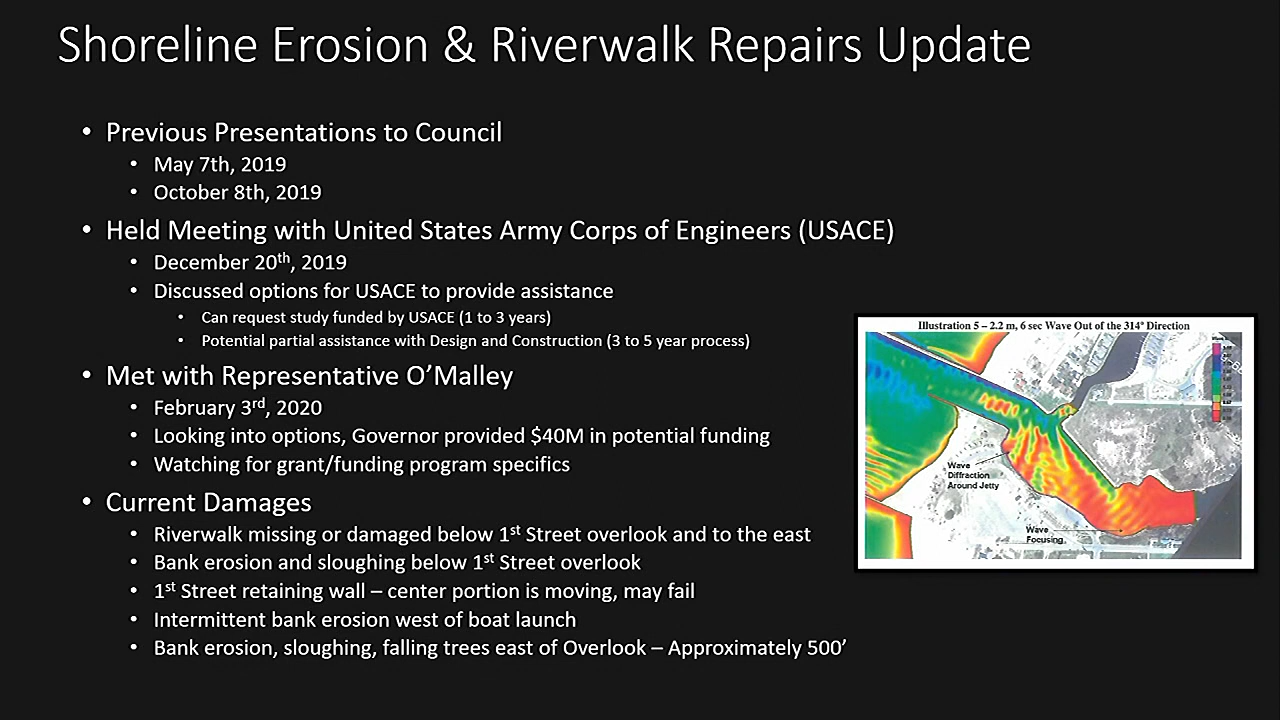 Shoreline Erosion & Riverwalk Repairs Update
• Previous Presentations to Council
• May 7th, 2019
• October 8th, 2019
• Held Meeting with United States Army Corps of Engineers (USACE)
• December 20th, 2019
• Discussed options for USACE to provide assistance
• Can request study funded by USACE (1 to 3 years)
• Potential partial assistance with Design and Construction (3 to 5 year process)
• Met with Representative O’Malley
• February 3rd, 2020
• Looking into options, Governor provided $40M in potential funding
• Watching for grant/funding program specifics
• Current Damages
• Riverwalk missing or damaged below 1st Street overlook and to the east
• Bank erosion and sloughing below 1st Street overlook
• 1st Street retaining wall – center portion is moving, may fail
• Intermittent bank erosion west of boat launch
• Bank erosion, sloughing, falling trees east of Overlook – Approximately 500’
Illustration 5 – 2.2 m, 6 sec Wave Out of the 314° Direction
Wave
Diffraction
Around Jetty
Wave
Focusing